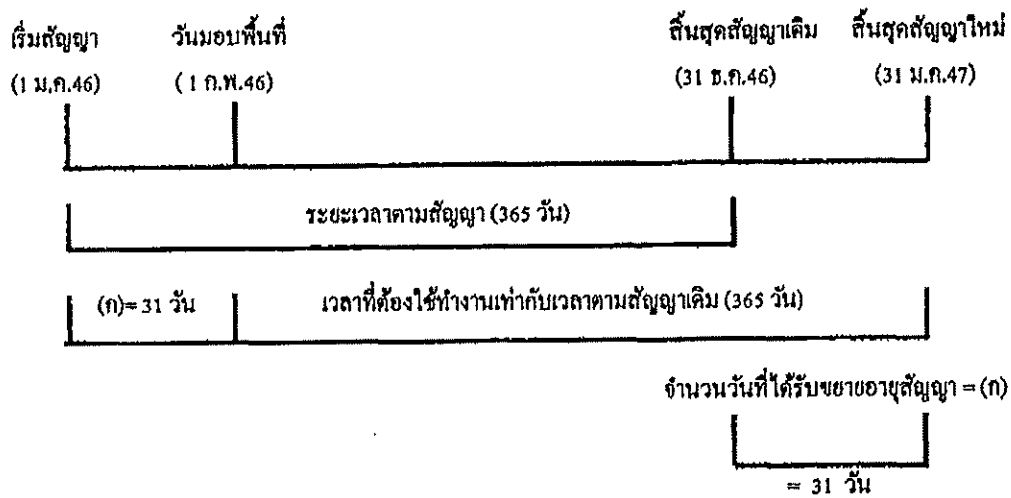 เริ่มสัญญา วันมอบพื้นที่ สิ้นสุดสัญญาเดิม สิ้นสุดสัญญาใหม่
(1 ม.ค.46) (1 ก.พ.46) (31 ธ.ค.46) (31 ม.ค.47)
ระยะเวลาตามสัญญา (365 วัน)
(ก)= 31 วัน เวลาที่ต้องใช้ทำงานเท่ากับเวลาตามสัญญาเดิม (365 วัน)
จำนวนวันที่ได้รับขยายอายุสัญญา = (ก)
= 31 วัน